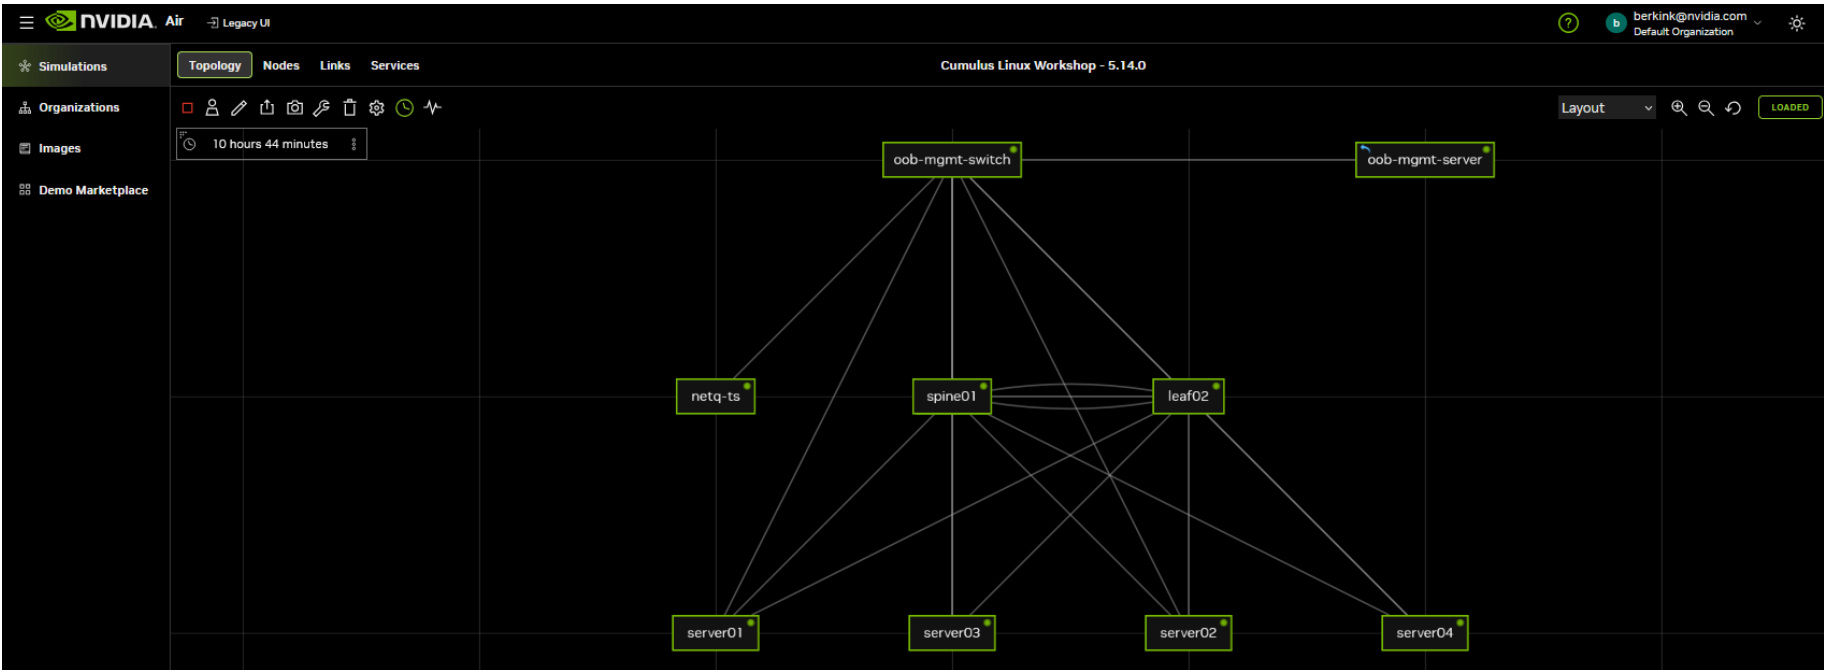 NVIDIA. Air Legacy UI
? b berkink@nvidia.com
Default Organization
Simulations
Topology Nodes Links Services
Cumulus Linux Workshop - 5.14.0
Organizations
Layout
LOADED
10 hours 44 minutes
Images
Demo Marketplace
oob-mgmt-switch
oob-mgmt-server
netq-ts
spine01
leaf02
server01
server03
server02
server04